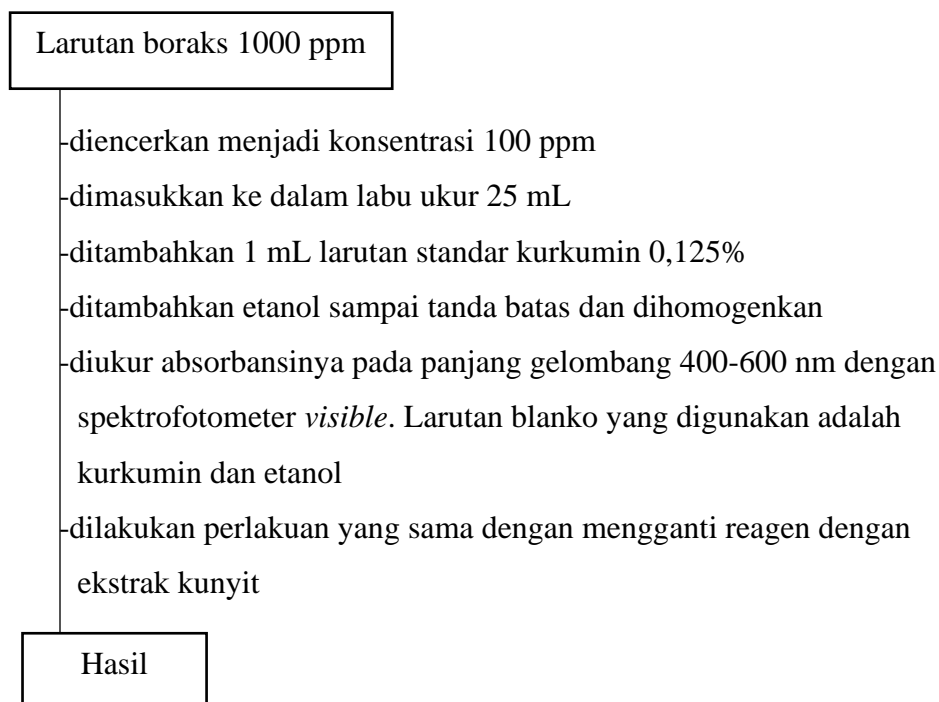 Larutan boraks 1000 ppm
-diencerkan menjadi konsentrasi 100 ppm
-dimasukkan ke dalam labu ukur 25 mL
-ditambahkan 1 mL larutan standar kurkumin 0,125%
-ditambahkan etanol sampai tanda batas dan dihomogenkan
-diukur absorbansinya pada panjang gelombang 400-600 nm dengan
spektrofotometer visible. Larutan blanko yang digunakan adalah
kurkumin dan etanol
-dilakukan perlakuan yang sama dengan mengganti reagen dengan
ekstrak kunyit
Hasil